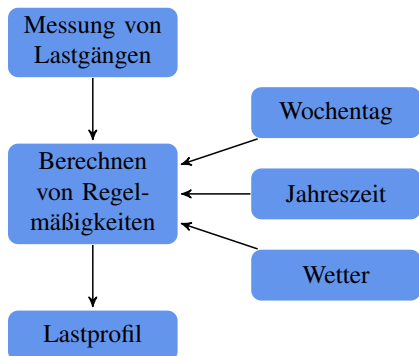 Messung von
Lastgängen
Wochentag
Berechnen
von Regel-
mäßigkeiten
Jahreszeit
Wetter
Lastprofil